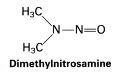 H₃C
N—N=O
H₃C
Dimethylnitrosamine